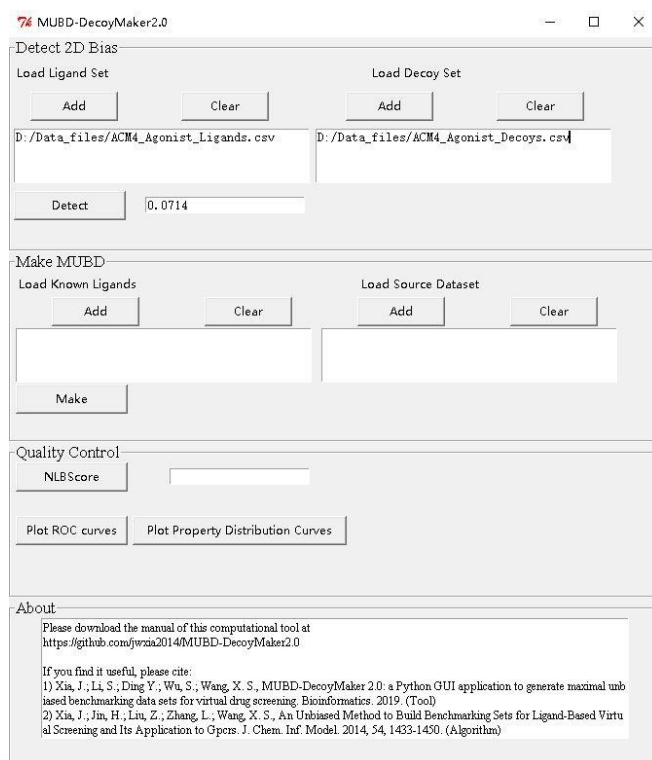 MUBD-DecoyMaker2.0
Detect 2D Bias
Load Ligand Set Load Decoy Set
Add Clear Add Clear
D:/Data_files/ACM4_Agonist_Ligands.csv D:/Data_files/ACM4_Agonist_Decoys.csv
Detect 0.0714
Make MUBD
Load Known Ligands Load Source Dataset
Add Clear Add Clear
Make
Quality Control
NLBScore
Plot ROC curves Plot Property Distribution Curves
About
Please download the manual of this computational tool at
https://github.com/jwxia2014/MUBD-DecoyMaker2.0
If you find it useful, please cite:
1) Xia, J.; Li, S.; Ding Y.; Wu, S.; Wang, X. S., MUBD-DecoyMaker 2.0: a Python GUI application to generate maximal unb
iased benchmarking data sets for virtual drug screening. Bioinformatics. 2019. (Tool)
2) Xia, J.; Jin, H.; Liu, Z.; Zhang, L.; Wang, X. S., An Unbiased Method to Build Benchmarking Sets for Ligand-Based Virtu
al Screening and Its Application to Gpcrs. J. Chem. Inf. Model. 2014, 54, 1433-1450. (Algorithm)